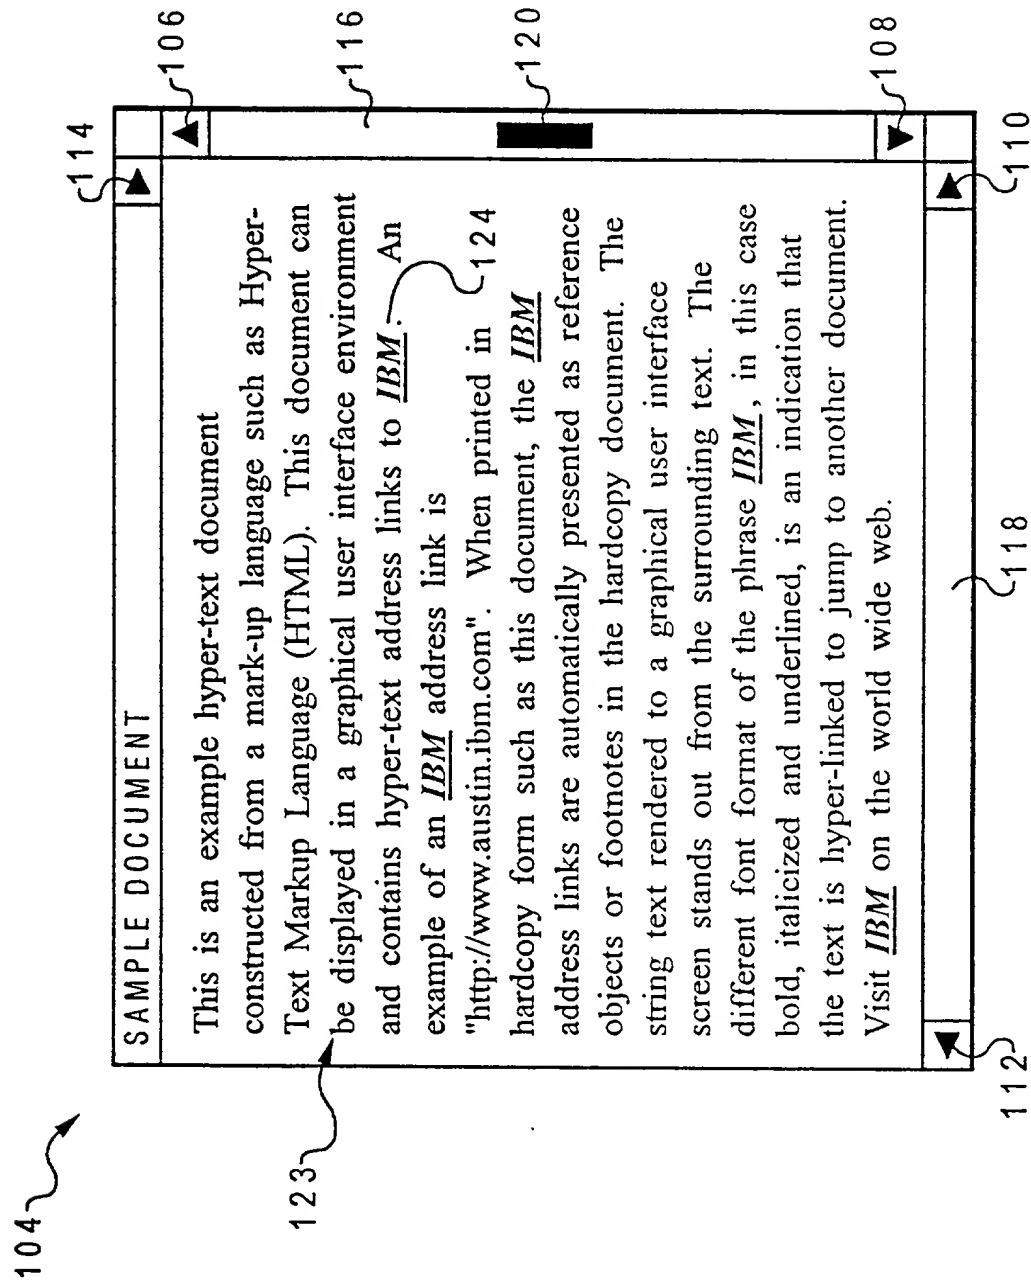 104
SAMPLE DOCUMENT
114
106
116
120
108
110
118
112
123
124
This is an example hyper-text document
constructed from a mark-up language such as Hyper-
Text Markup Language (HTML). This document can
be displayed in a graphical user interface environment
and contains hyper-text address links to IBM. An
example of an IBM address link is
"http://www.austin.ibm.com". When printed in
hardcopy form such as this document, the IBM
address links are automatically presented as reference
objects or footnotes in the hardcopy document. The
string text rendered to a graphical user interface
screen stands out from the surrounding text. The
different font format of the phrase IBM, in this case
bold, italicized and underlined, is an indication that
the text is hyper-linked to jump to another document.
Visit IBM on the world wide web.